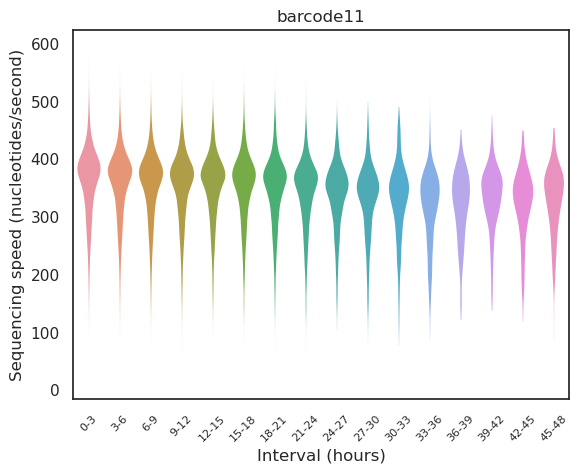 barcode11
Sequencing speed (nucleotides/second)
600
500
400
300
200
100
0
0-3 3-6 6-9 9-12 12-15 15-18 18-21 21-24 24-27 27-30 30-33 33-36 36-39 39-42 42-45 45-48
Interval (hours)